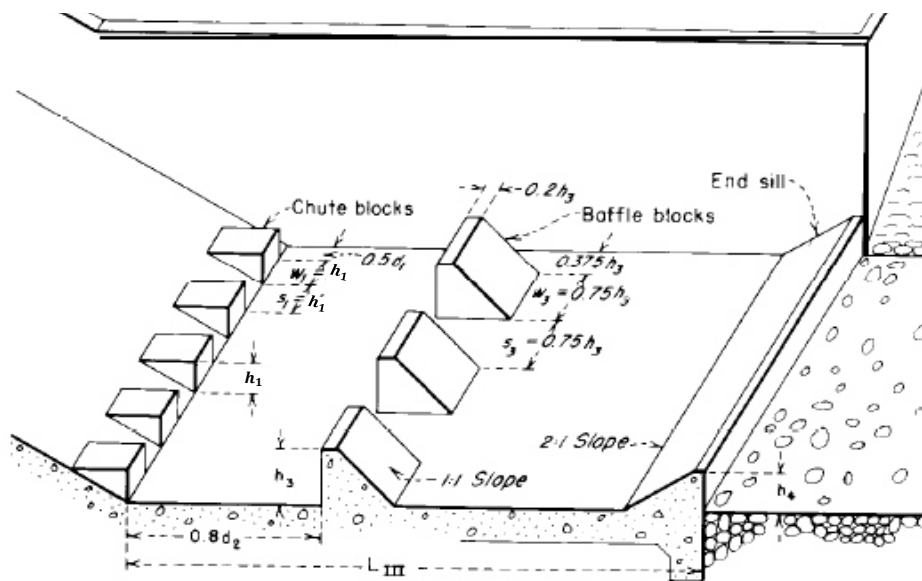 0.2h₃
End sill
Chute blocks
Baffle blocks
0.5d₁
0.375h₃
w₁ = h₁
w₃ = 0.75h₃
s₁ = h₁
s₃ = 0.75h₃
h₁
2:1 Slope
h₃
1:1 Slope
h₄
0.8d₂
L III